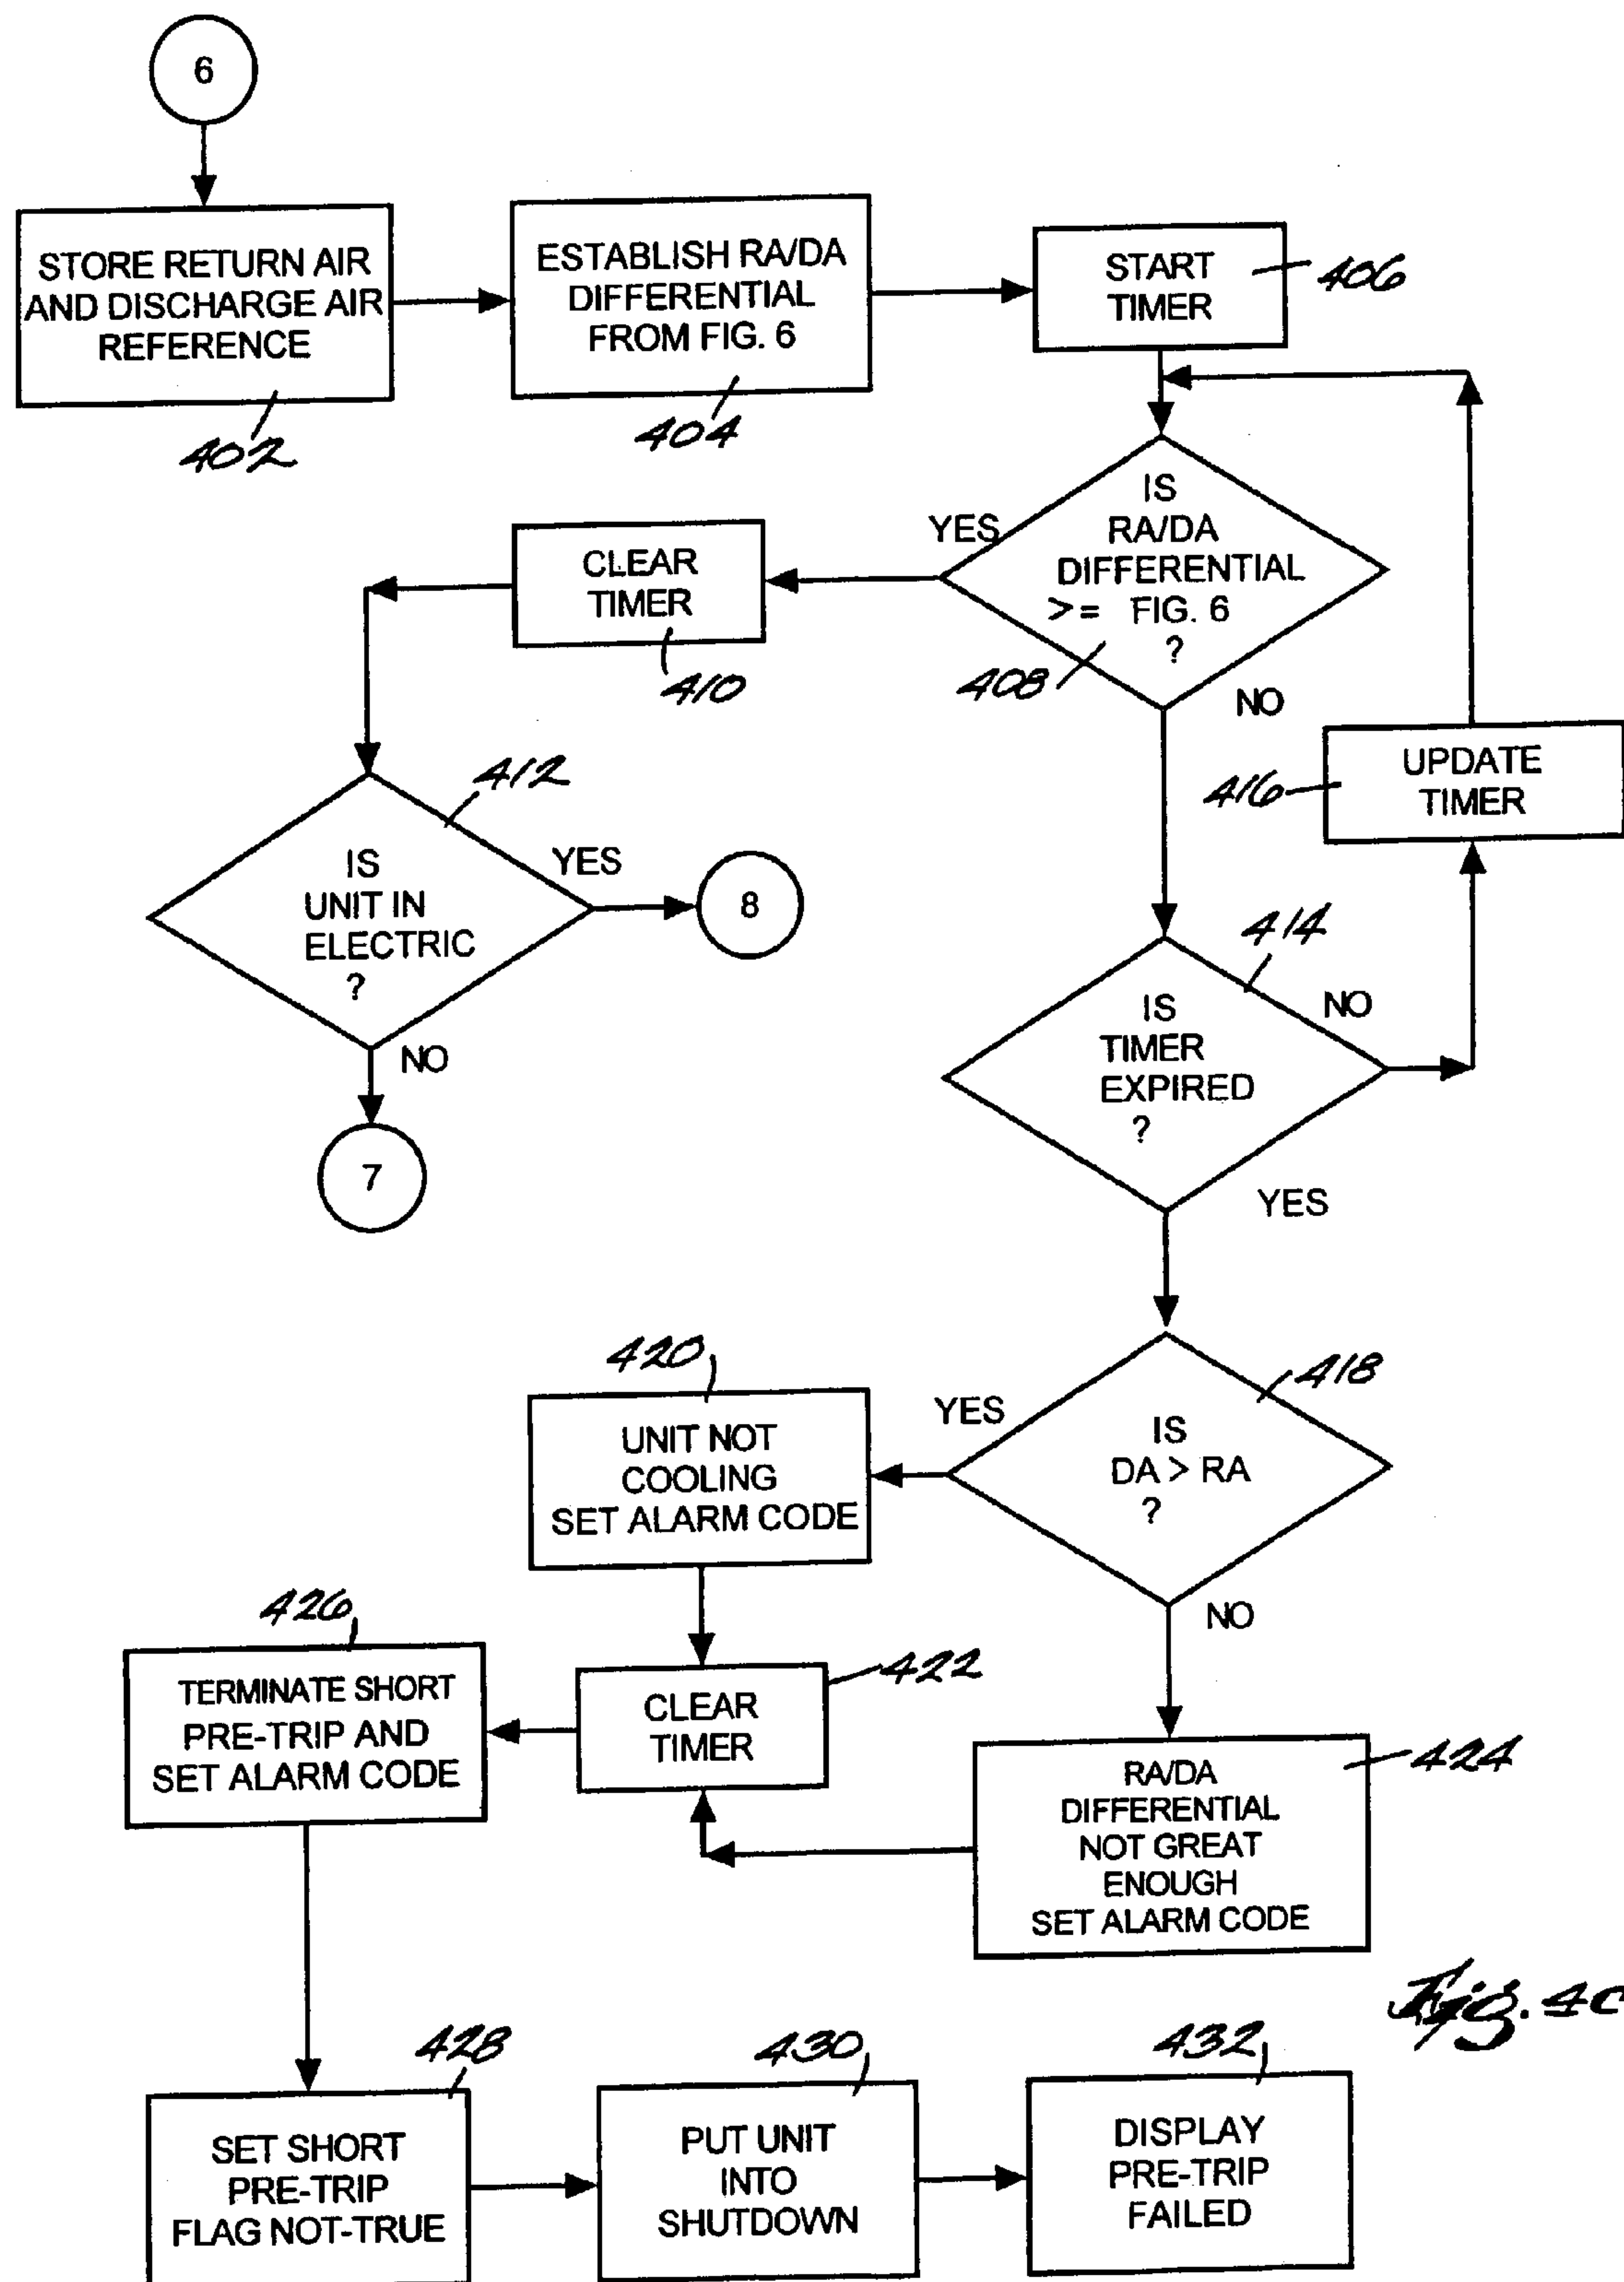 6
STORE RETURN AIR
AND DISCHARGE AIR
REFERENCE
402
ESTABLISH RA/DA
DIFFERENTIAL
FROM FIG. 6
404
START
TIMER
406
IS
RA/DA
DIFFERENTIAL
>= FIG. 6
?
408
YES
NO
CLEAR
TIMER
410
412
IS
UNIT IN
ELECTRIC
?
YES
8
NO
7
UPDATE
TIMER
416
414
IS
TIMER
EXPIRED
?
NO
YES
418
IS
DA > RA
?
YES
NO
420
UNIT NOT
COOLING
SET ALARM CODE
422
CLEAR
TIMER
424
RA/DA
DIFFERENTIAL
NOT GREAT
ENOUGH
SET ALARM CODE
426
TERMINATE SHORT
PRE-TRIP AND
SET ALARM CODE
Fig. 4c
428
SET SHORT
PRE-TRIP
FLAG NOT-TRUE
430
PUT UNIT
INTO
SHUTDOWN
432
DISPLAY
PRE-TRIP
FAILED